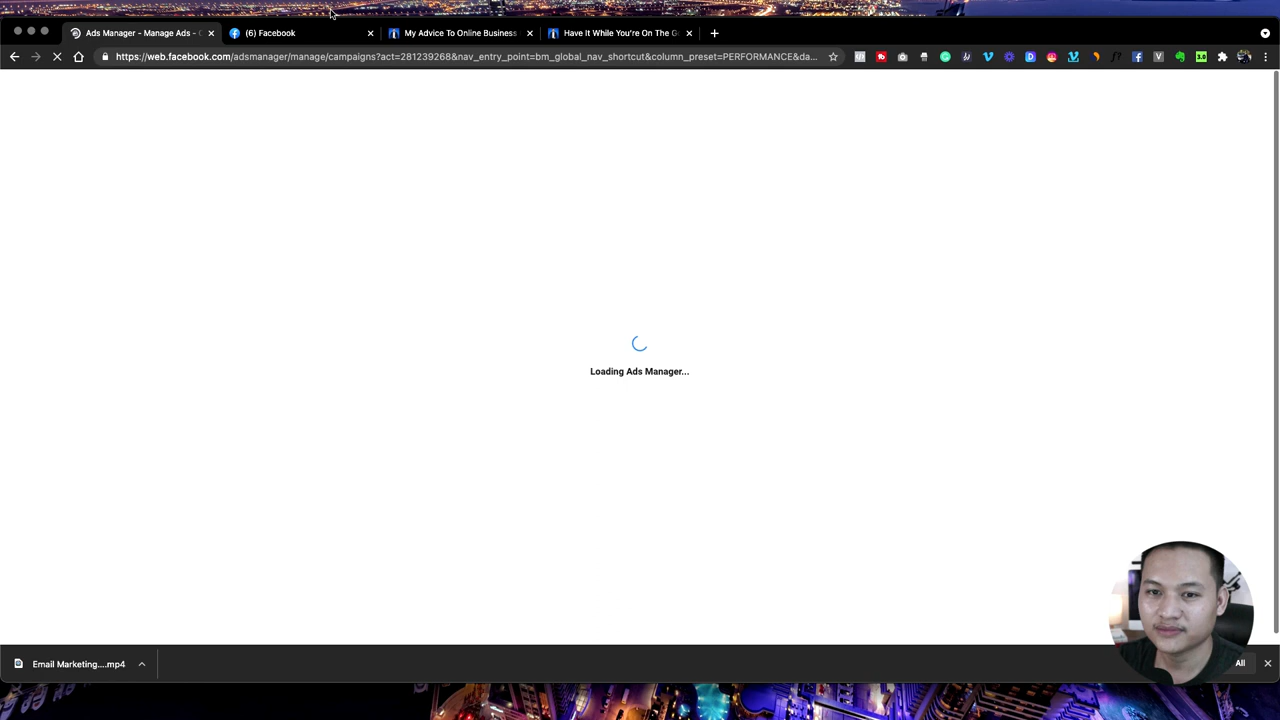 Ads Manager - Manage Ads - C
(6) Facebook
My Advice To Online Business
Have It While You're On The G
https://web.facebook.com/adsmanager/manage/campaigns?act=281239268&nav_entry_point=bm_global_nav_shortcut&column_preset=PERFORMANCE&da...
3.0
Loading Ads Manager...
Email Marketing....mp4
All